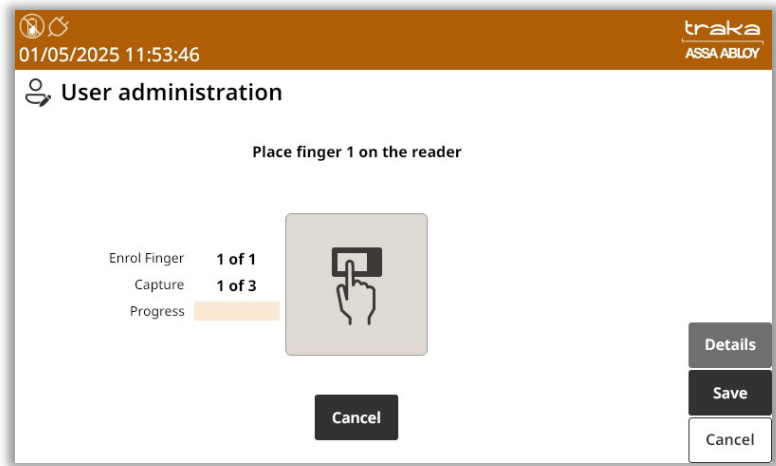 01/05/2025 11:53:46
traka
ASSA ABLOY
User administration
Place finger 1 on the reader
Enrol Finger 1 of 1
Capture 1 of 3
Progress
Cancel
Details
Save
Cancel